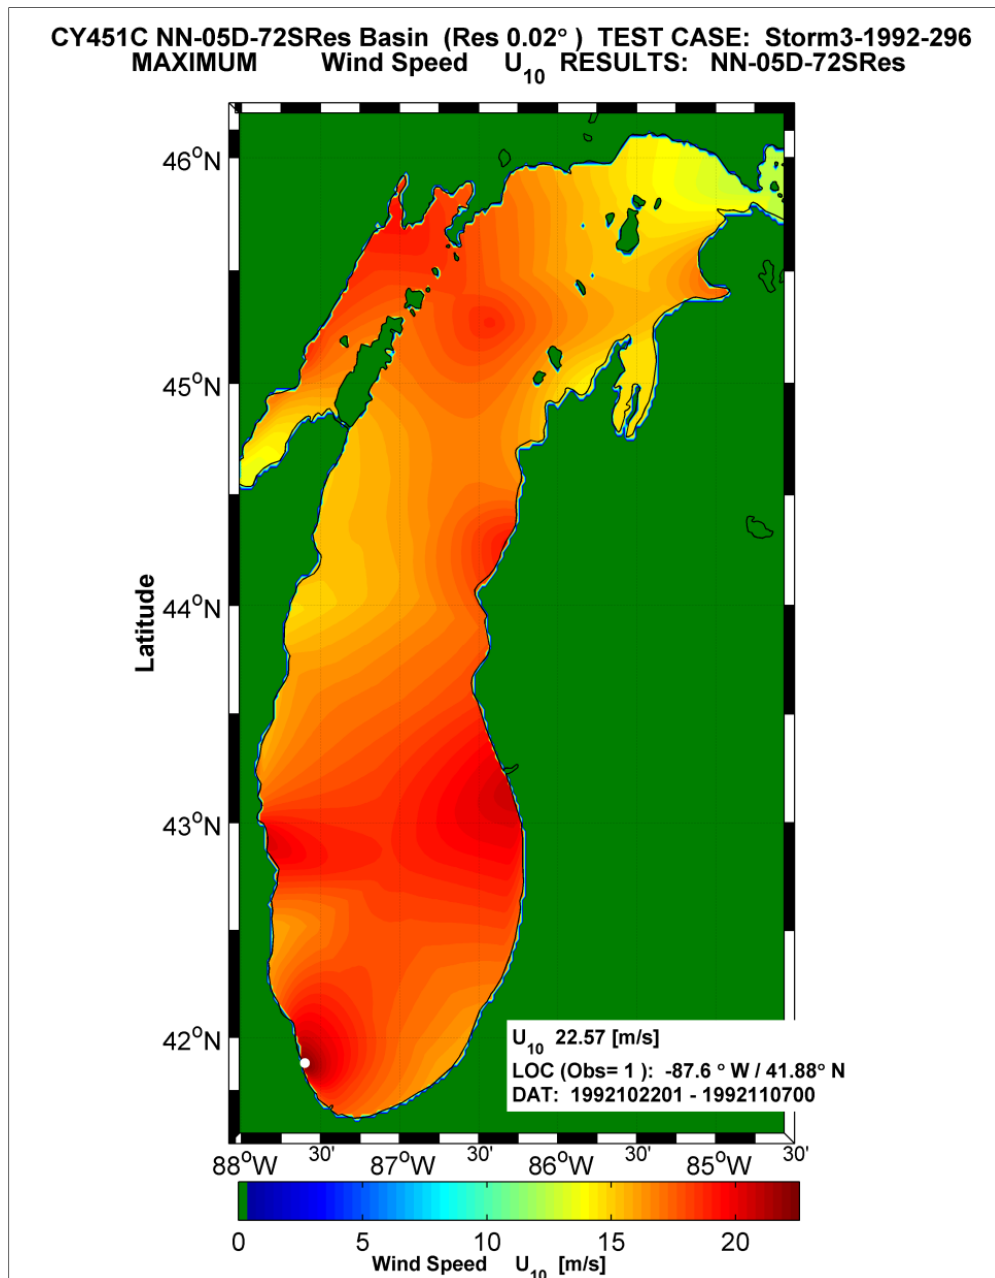 CY451C NN-05D-72SRes Basin (Res 0.02° ) TEST CASE: Storm3-1992-296
MAXIMUM Wind Speed U10 RESULTS: NN-05D-72SRes
46°N
45°N
44°N
43°N
42°N
Latitude
U10 22.57 [m/s]
LOC (Obs= 1 ): -87.6 ° W / 41.88° N
DAT: 1992102201 - 1992110700
88°W 30' 87°W 30' 86°W 30' 85°W 30'
0 5 10 15 20
Wind Speed U10 [m/s]